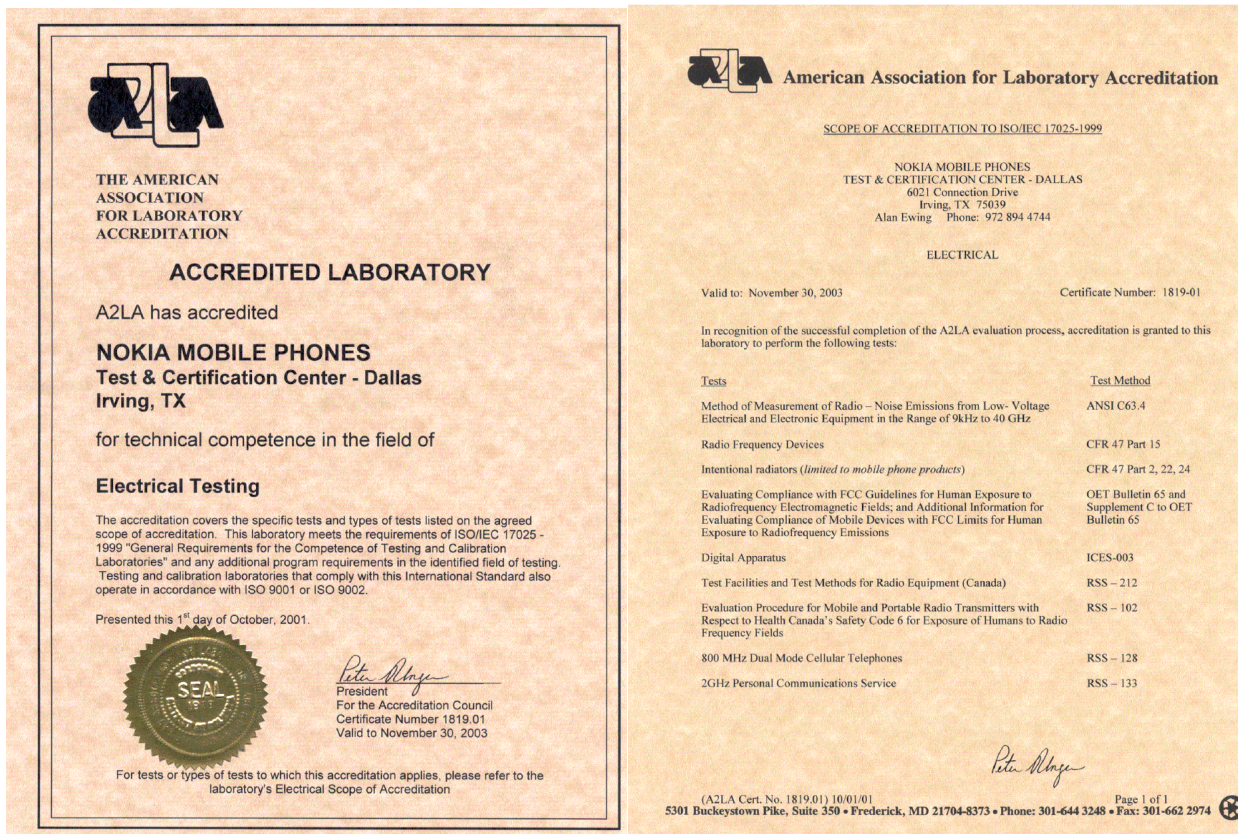 A2LA
THE AMERICAN
ASSOCIATION
FOR LABORATORY
ACCREDITATION
ACCREDITED LABORATORY
A2LA has accredited
NOKIA MOBILE PHONES
Test & Certification Center - Dallas
Irving, TX
for technical competence in the field of
Electrical Testing
The accreditation covers the specific tests and types of tests listed on the agreed
scope of accreditation. This laboratory meets the requirements of ISO/IEC 17025 -
1999 "General Requirements for the Competence of Testing and Calibration
Laboratories" and any additional program requirements in the identified field of testing.
Testing and calibration laboratories that comply with this International Standard also
operate in accordance with ISO 9001 or ISO 9002.
Presented this 1st day of October, 2001.
SEAL
President
For the Accreditation Council
Certificate Number 1819.01
Valid to November 30, 2003
For tests or types of tests to which this accreditation applies, please refer to the
laboratory's Electrical Scope of Accreditation
A2LA American Association for Laboratory Accreditation
SCOPE OF ACCREDITATION TO ISO/IEC 17025-1999
NOKIA MOBILE PHONES
TEST & CERTIFICATION CENTER - DALLAS
6021 Connection Drive
Irving, TX 75039
Alan Ewing Phone: 972 894 4744
ELECTRICAL
Valid to: November 30, 2003 Certificate Number: 1819-01
In recognition of the successful completion of the A2LA evaluation process, accreditation is granted to this
laboratory to perform the following tests:
Tests Test Method
Method of Measurement of Radio – Noise Emissions from Low- Voltage ANSI C63.4
Electrical and Electronic Equipment in the Range of 9kHz to 40 GHz
Radio Frequency Devices CFR 47 Part 15
Intentional radiators (limited to mobile phone products) CFR 47 Part 2, 22, 24
Evaluating Compliance with FCC Guidelines for Human Exposure to OET Bulletin 65 and
Radiofrequency Electromagnetic Fields; and Additional Information for Supplement C to OET
Evaluating Compliance of Mobile Devices with FCC Limits for Human Bulletin 65
Exposure to Radiofrequency Emissions
Digital Apparatus ICES-003
Test Facilities and Test Methods for Radio Equipment (Canada) RSS – 212
Evaluation Procedure for Mobile and Portable Radio Transmitters with RSS – 102
Respect to Health Canada's Safety Code 6 for Exposure of Humans to Radio
Frequency Fields
800 MHz Dual Mode Cellular Telephones RSS – 128
2GHz Personal Communications Service RSS – 133
(A2LA Cert. No. 1819.01) 10/01/01 Page 1 of 1
5301 Buckeystown Pike, Suite 350 • Frederick, MD 21704-8373 • Phone: 301-644 3248 • Fax: 301-662 2974